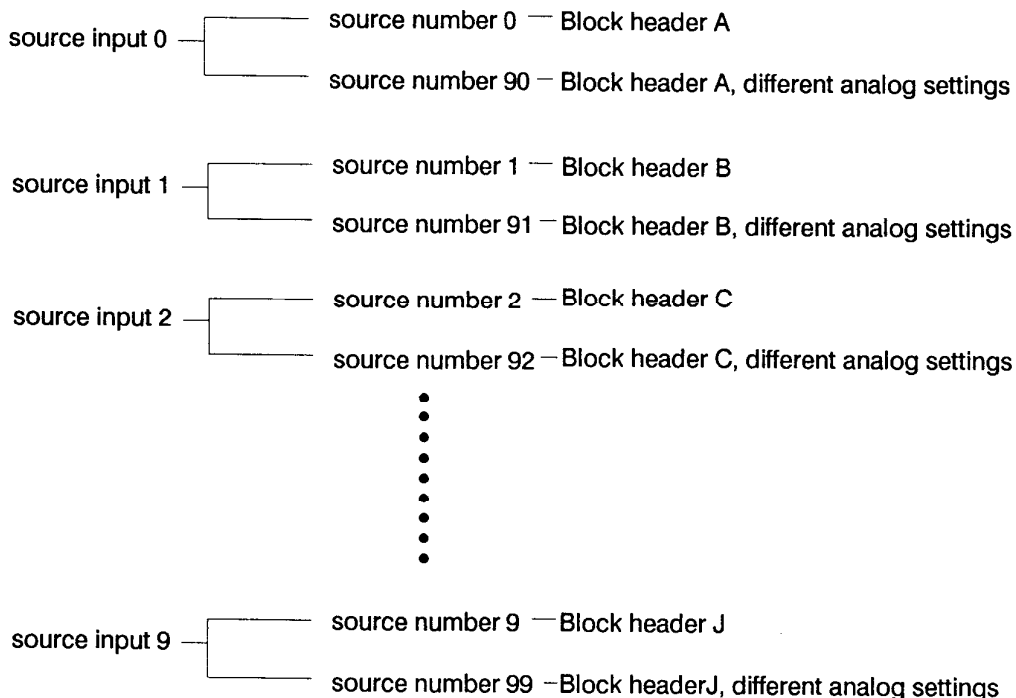 source input 0
source number 0 — Block header A
source number 90 — Block header A, different analog settings
source input 1
source number 1 — Block header B
source number 91 — Block header B, different analog settings
source input 2
source number 2 — Block header C
source number 92 — Block header C, different analog settings
source input 9
source number 9 — Block header J
source number 99 — Block headerJ, different analog settings